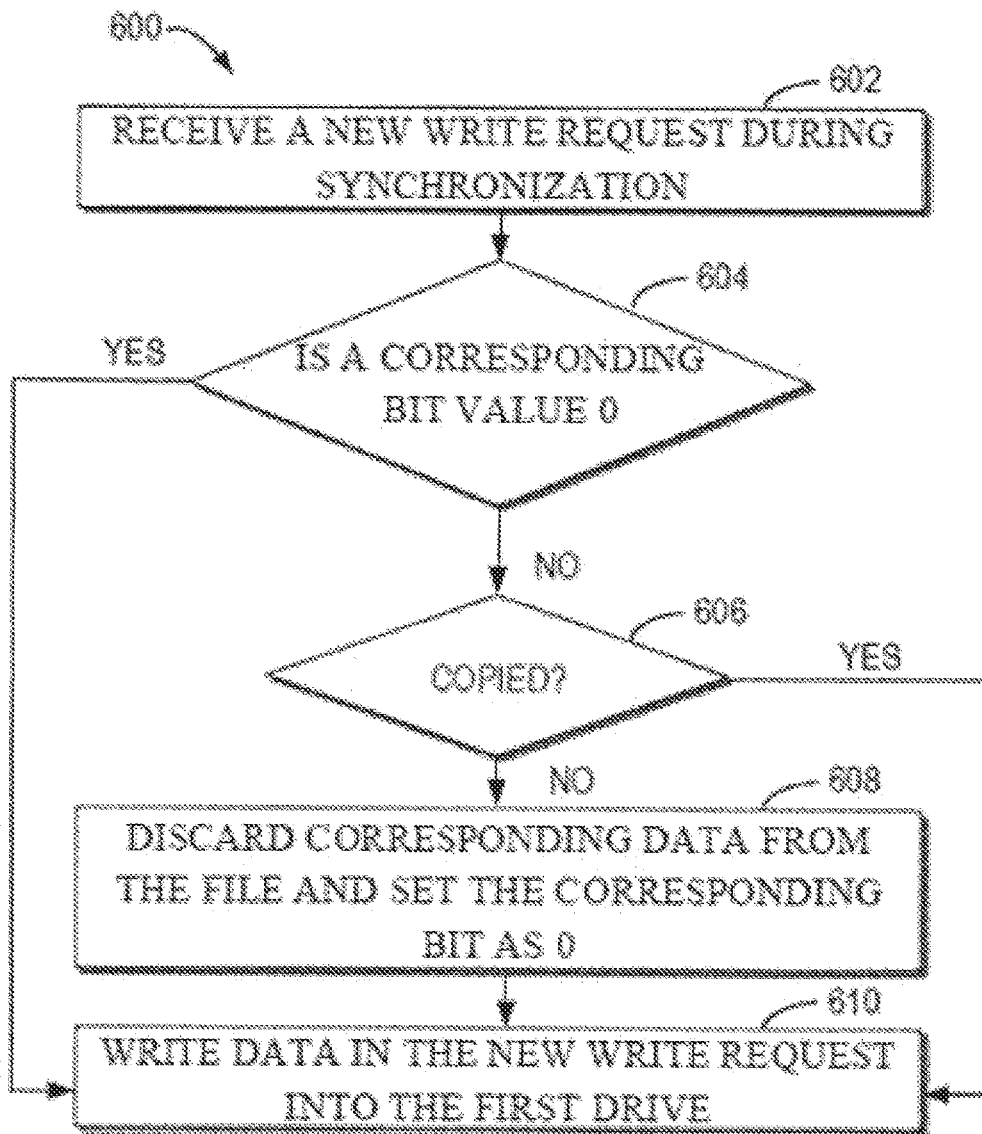 600
602
RECEIVE A NEW WRITE REQUEST DURING
SYNCHRONIZATION
604
YES
IS A CORRESPONDING
BIT VALUE 0
NO
606
COPIED?
YES
NO
608
DISCARD CORRESPONDING DATA FROM
THE FILE AND SET THE CORRESPONDING
BIT AS 0
610
WRITE DATA IN THE NEW WRITE REQUEST
INTO THE FIRST DRIVE